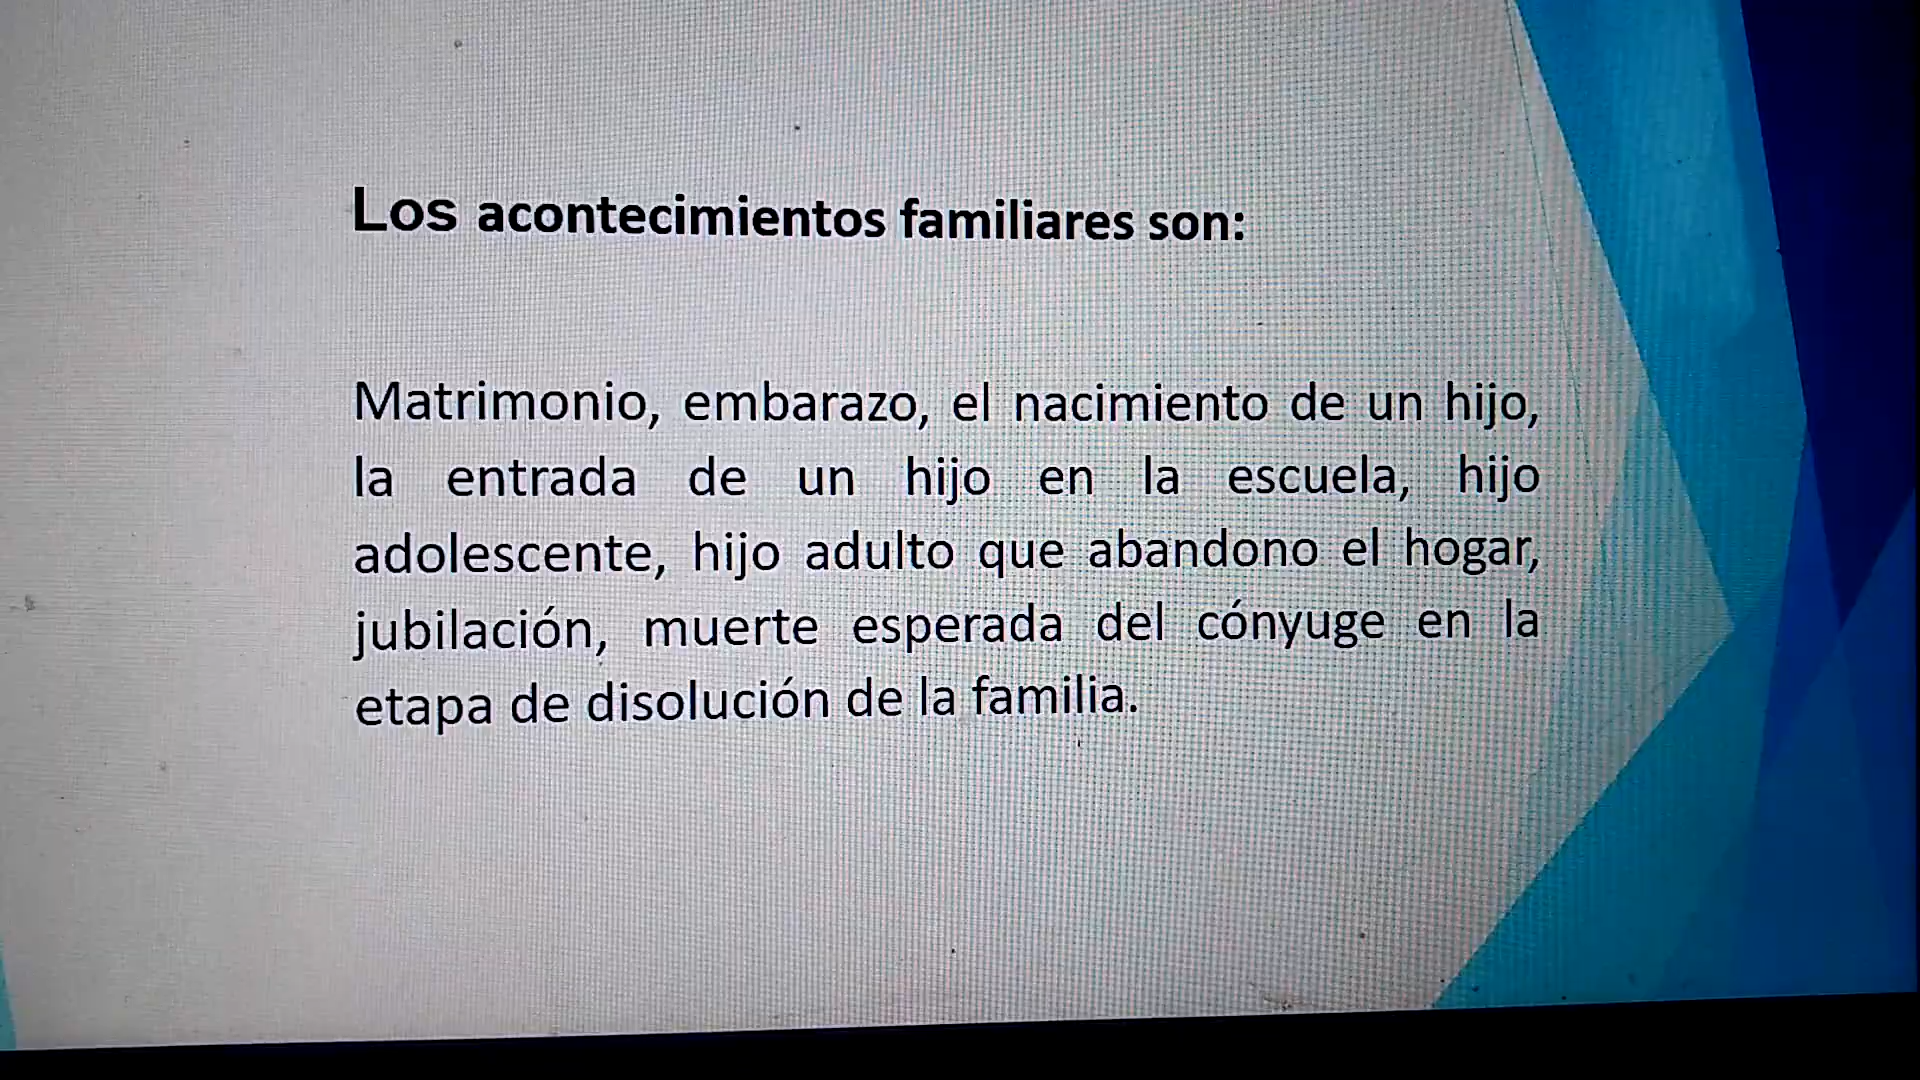 Los acontecimientos familiares son:
Matrimonio, embarazo, el nacimiento de un hijo,
la entrada de un hijo en la escuela, hijo
adolescente, hijo adulto que abandono el hogar,
jubilación, muerte esperada del cónyuge en la
etapa de disolución de la familia.